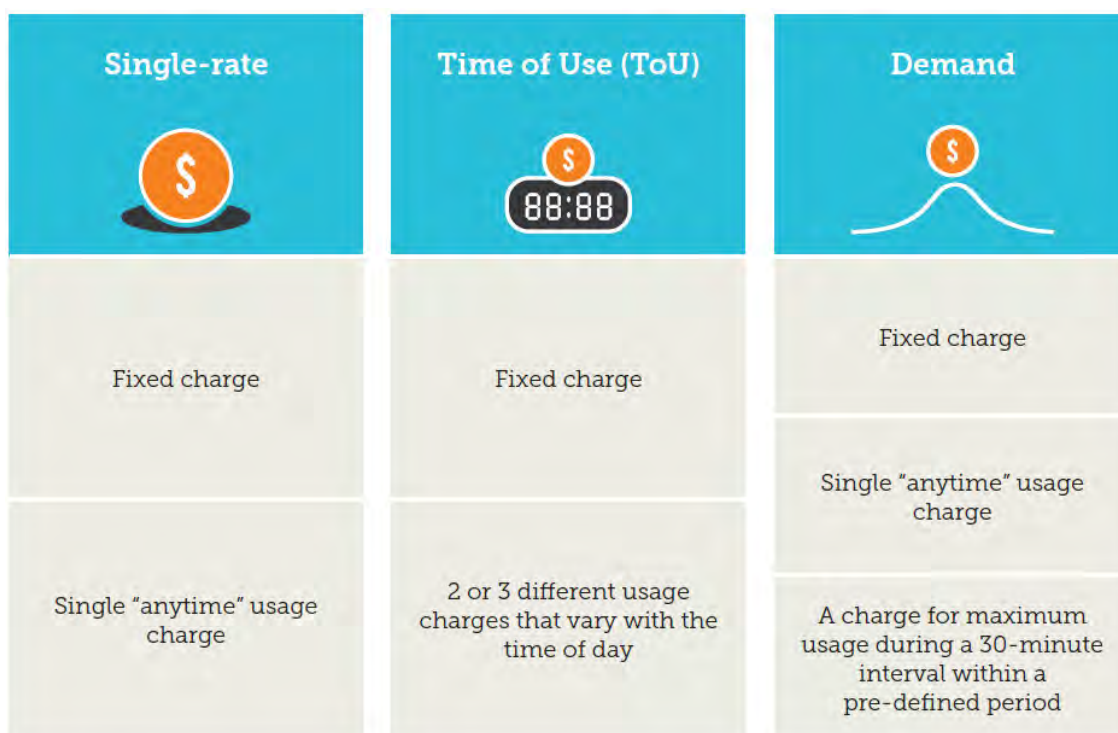 Single-rate
$
Fixed charge
Single “anytime” usage
charge
Time of Use (ToU)
$
88:88
Fixed charge
2 or 3 different usage
charges that vary with the
time of day
Demand
$
Fixed charge
Single “anytime” usage
charge
A charge for maximum
usage during a 30-minute
interval within a
pre-defined period